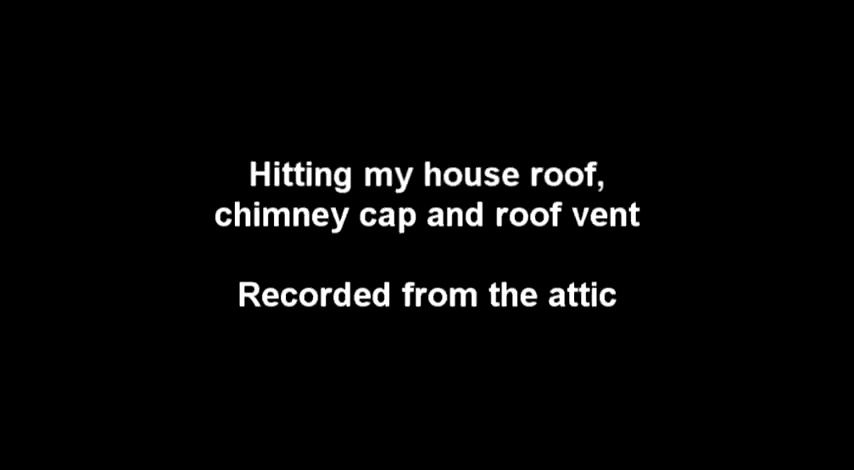 Hitting my house roof,
chimney cap and roof vent
Recorded from the attic